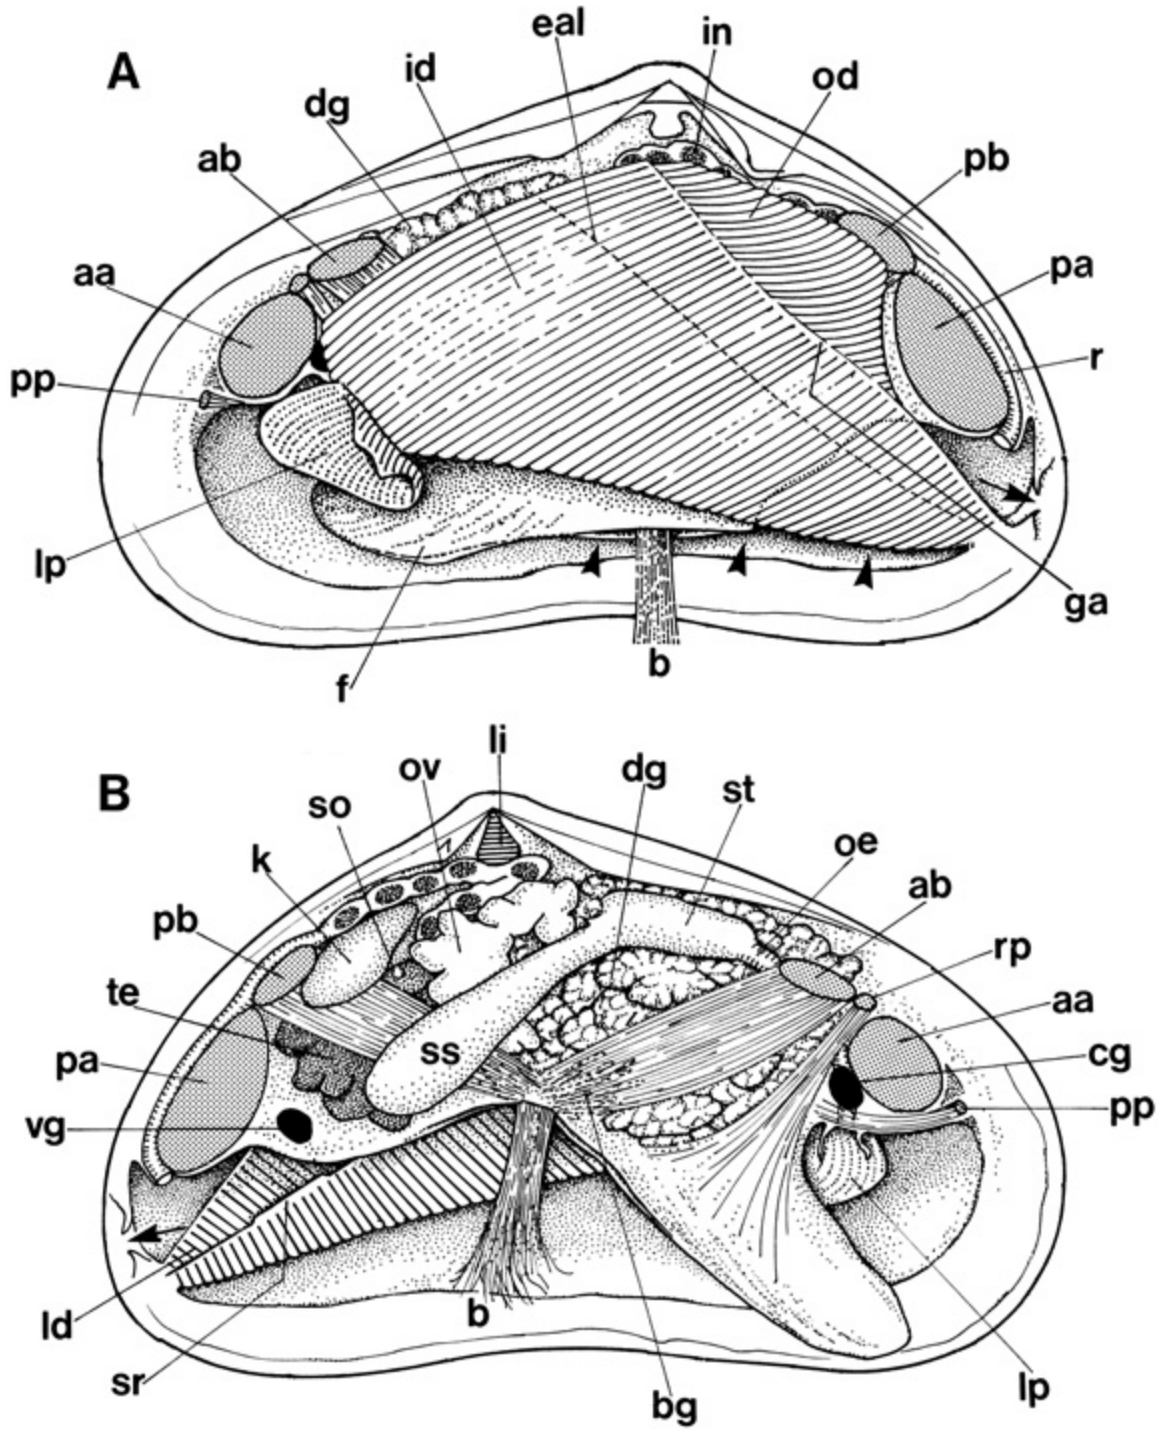 A
eal
in
id
od
dg
ab
pb
aa
pa
pp
r
lp
ga
f
b
B
li
ov
dg
st
so
oe
k
ab
pb
rp
te
aa
ss
cg
pa
pp
vg
ld
b
sr
lp
bg